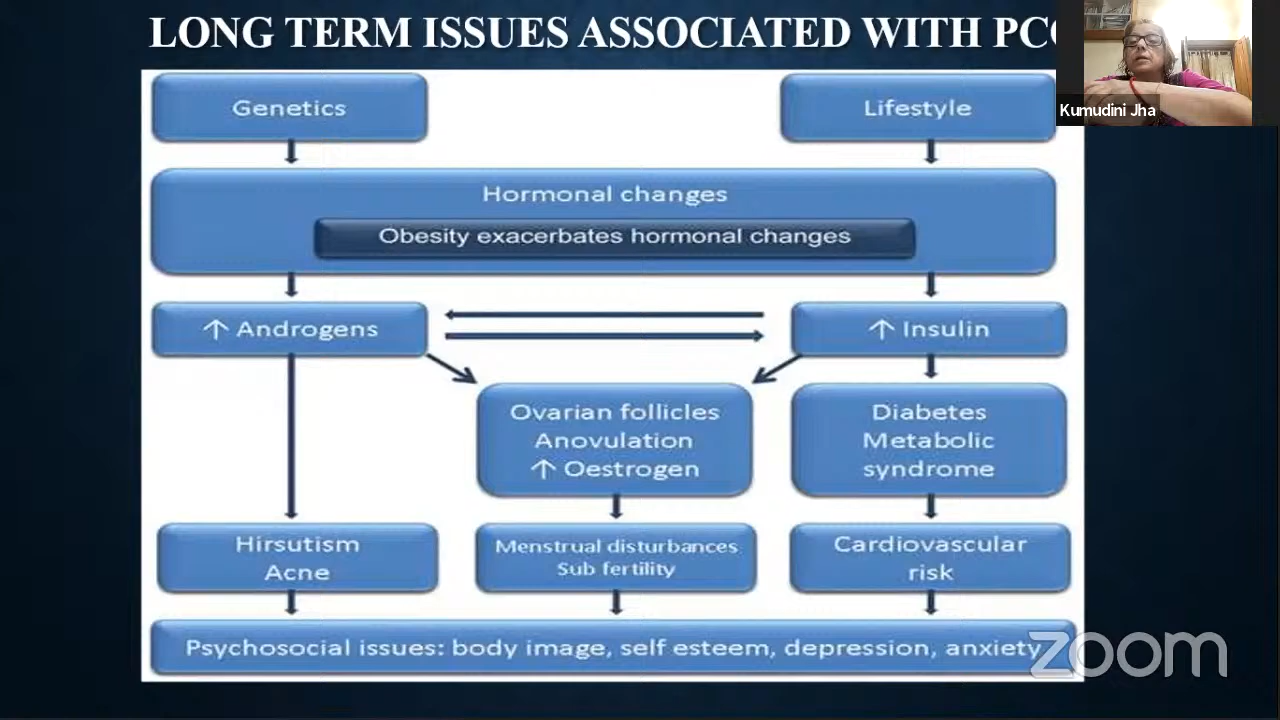 LONG TERM ISSUES ASSOCIATED WITH
Kumudini Jha
Genetics
Lifestyle
Hormonal changes
Obesity exacerbates hormonal changes
↑ Androgens
↑ Insulin
Ovarian follicles
Anovulation
↑ Oestrogen
Diabetes
Metabolic
syndrome
Hirsutism
Acne
Menstrual disturbances
Sub fertility
Cardiovascular
risk
Psychosocial issues: body image, self esteem, depression, anxiety
zoom